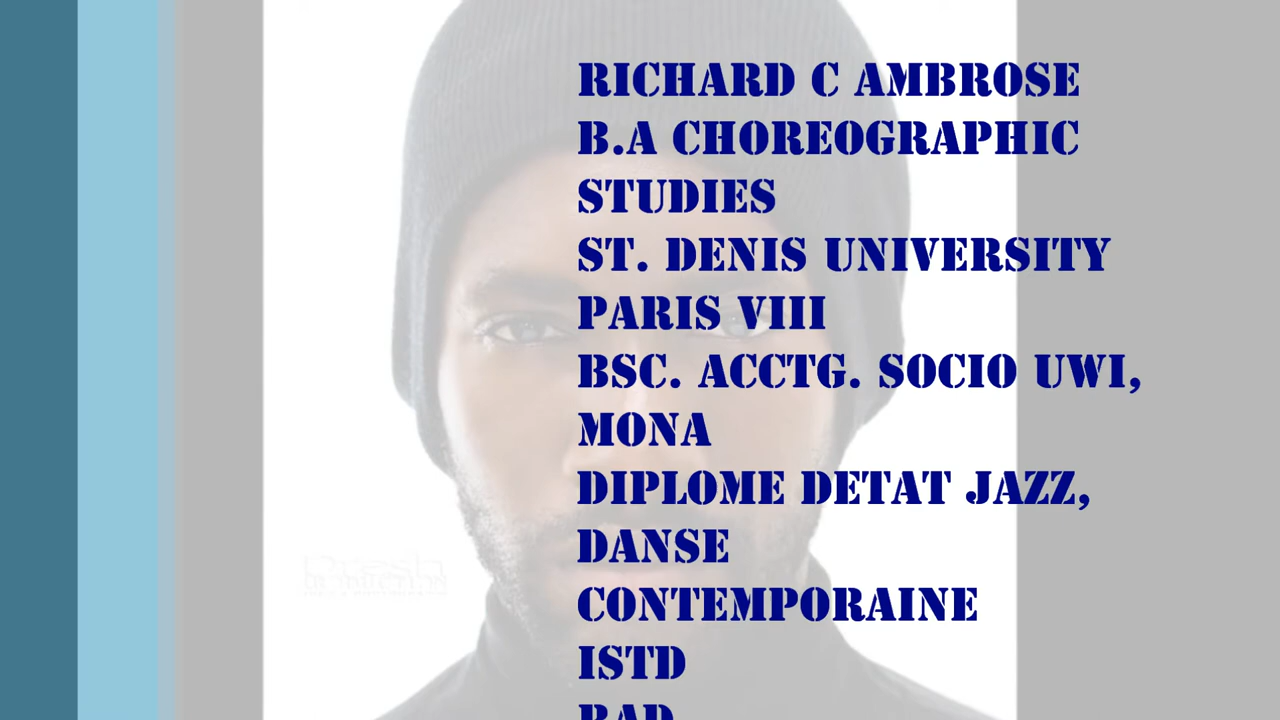 RICHARD C AMBROSE
B.A CHOREOGRAPHIC
STUDIES
ST. DENIS UNIVERSITY
PARIS VIII
BSC. ACCTG. SOCIO UWI,
MONA
DIPLOME DETAT JAZZ,
DANSE
CONTEMPORAINE
ISTD